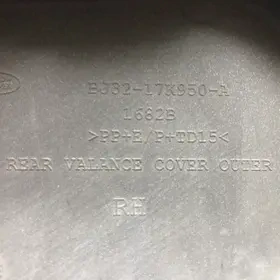 BJ32-17K950-A
1682B
>PP+E/P+TD15<
REAR VALANCE COVER OUTER
RH